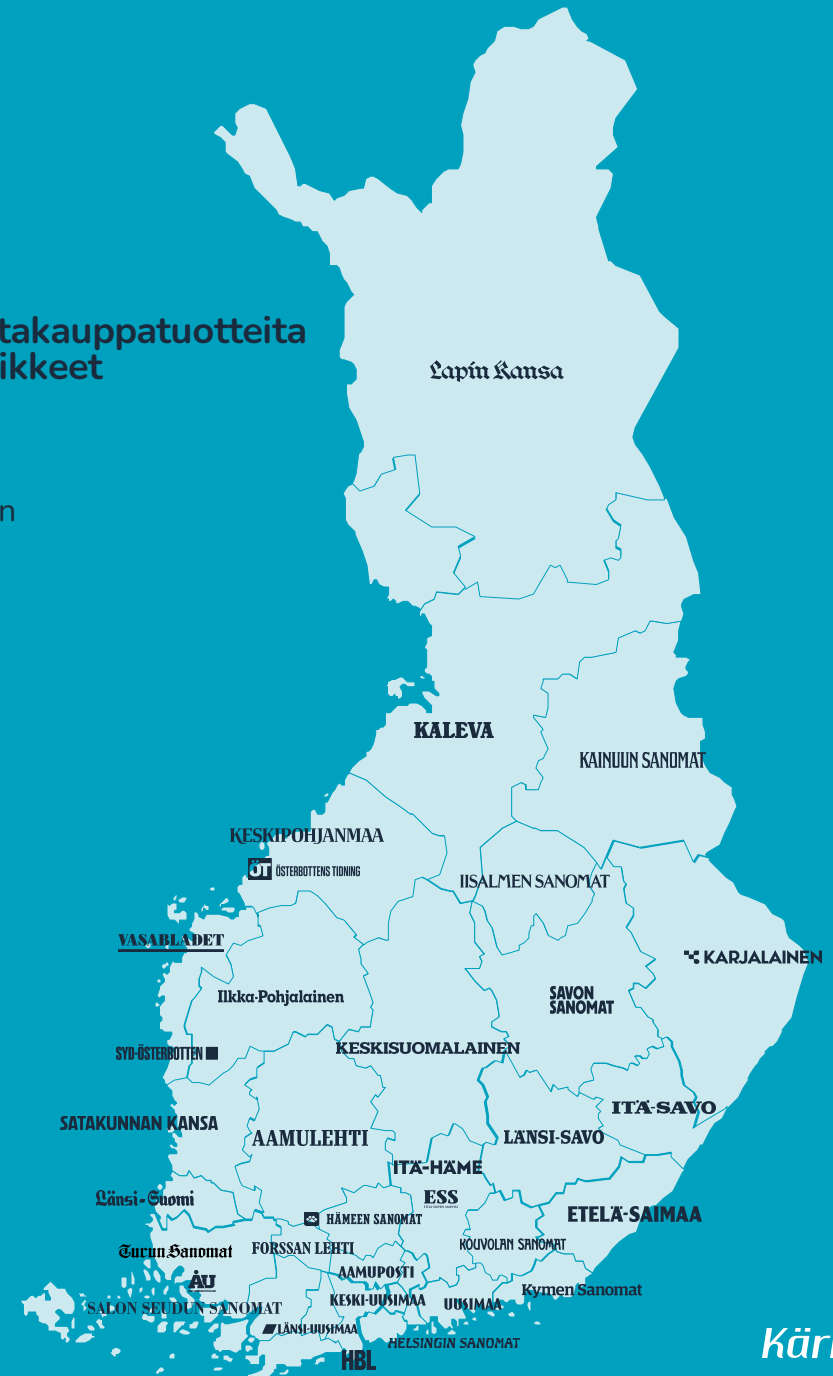 takauppatuotteita
ikkeet
Lapin Kansa
n
KALEVA
KAINUUN SANOMAT
KESKIPOHJANMAA
ÖT ÖSTERBOTTENS TIDNING
IISALMEN SANOMAT
VASABLADET
KARJALAINEN
Ilkka-Pohjalainen
SAVON
SANOMAT
KESKISUOMALAINEN
SYD-ÖSTERBOTTEN
ITÄ-SAVO
SATAKUNNAN KANSA
AAMULEHTI
LÄNSI-SAVO
ITÄ-HÄME
Länsi-Suomi
ESS
ETELÄ-SAIMAA
HÄMEEN SANOMAT
Turun Sanomat
FORSSAN LEHTI
KOUVOLAN SANOMAT
AAMUPOSTI
ÅU
Kymen Sanomat
SALON SEUDUN SANOMAT
KESKI-UUSIMAA
UUSIMAA
LÄNSI-UUSIMAA
HELSINGIN SANOMAT
HBL
Kär